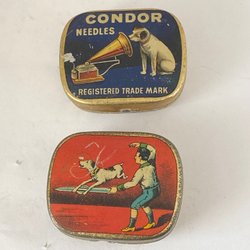 CONDOR
NEEDLES
REGISTERED TRADE MARK